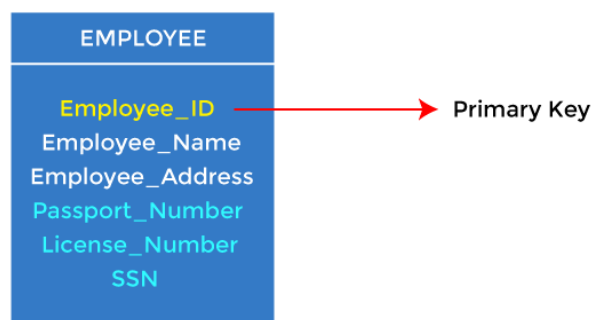 EMPLOYEE
Employee_ID
Primary Key
Employee_Name
Employee_Address
Passport_Number
License_Number
SSN